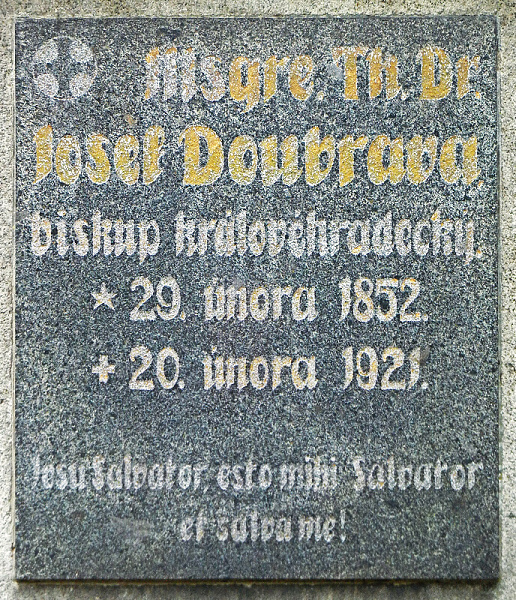 Msgre. Th. Dr.
Josef Doubrava,
biskup královéhradecký.
* 29. února 1852.
+ 20. února 1921.
Jesu Salvator, esto mihi Salvator
et salva me!